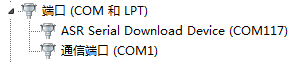 端口 (COM 和 LPT)
ASR Serial Download Device (COM117)
通信端口 (COM1)